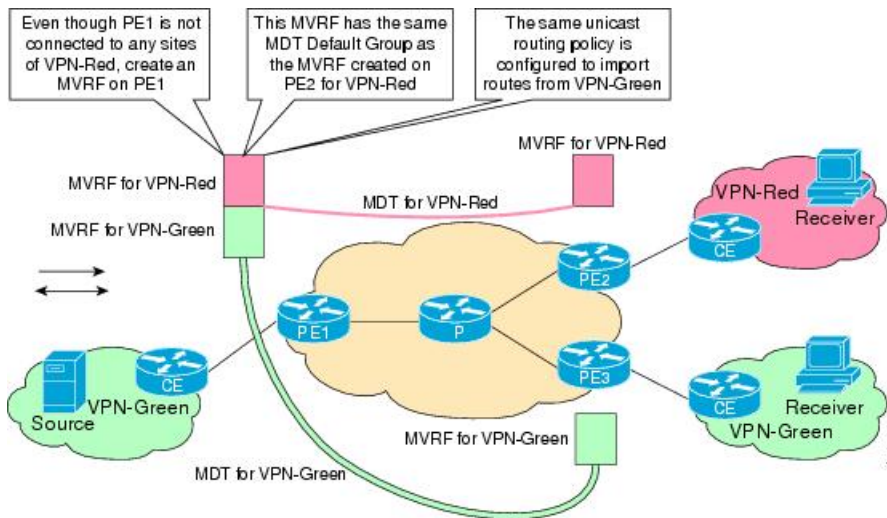 Even though PE1 is not
connected to any sites
of VPN-Red, create an
MVRF on PE1
This MVRF has the same
MDT Default Group as
the MVRF created on
PE2 for VPN-Red
The same unicast
routing policy is
configured to import
routes from VPN-Green
MVRF for VPN-Red
MVRF for VPN-Red
MDT for VPN-Red
MVRF for VPN-Green
VPN-Red
Receiver
CE
PE2
PE1
P
PE3
CE
VPN-Green
Source
CE
Receiver
VPN-Green
MVRF for VPN-Green
MDT for VPN-Green